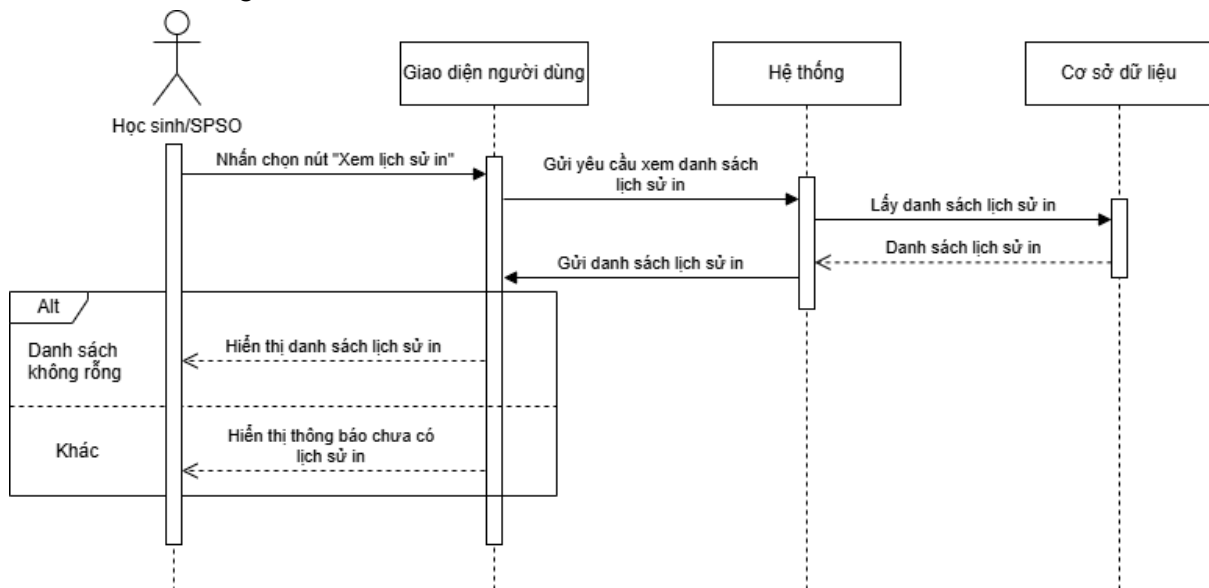 Học sinh/SPSO
Giao diện người dùng
Hệ thống
Cơ sở dữ liệu
Nhấn chọn nút "Xem lịch sử in"
Gửi yêu cầu xem danh sách
lịch sử in
Lấy danh sách lịch sử in
Danh sách lịch sử in
Gửi danh sách lịch sử in
Alt
Danh sách
không rỗng
Hiển thị danh sách lịch sử in
Khác
Hiển thị thông báo chưa có
lịch sử in